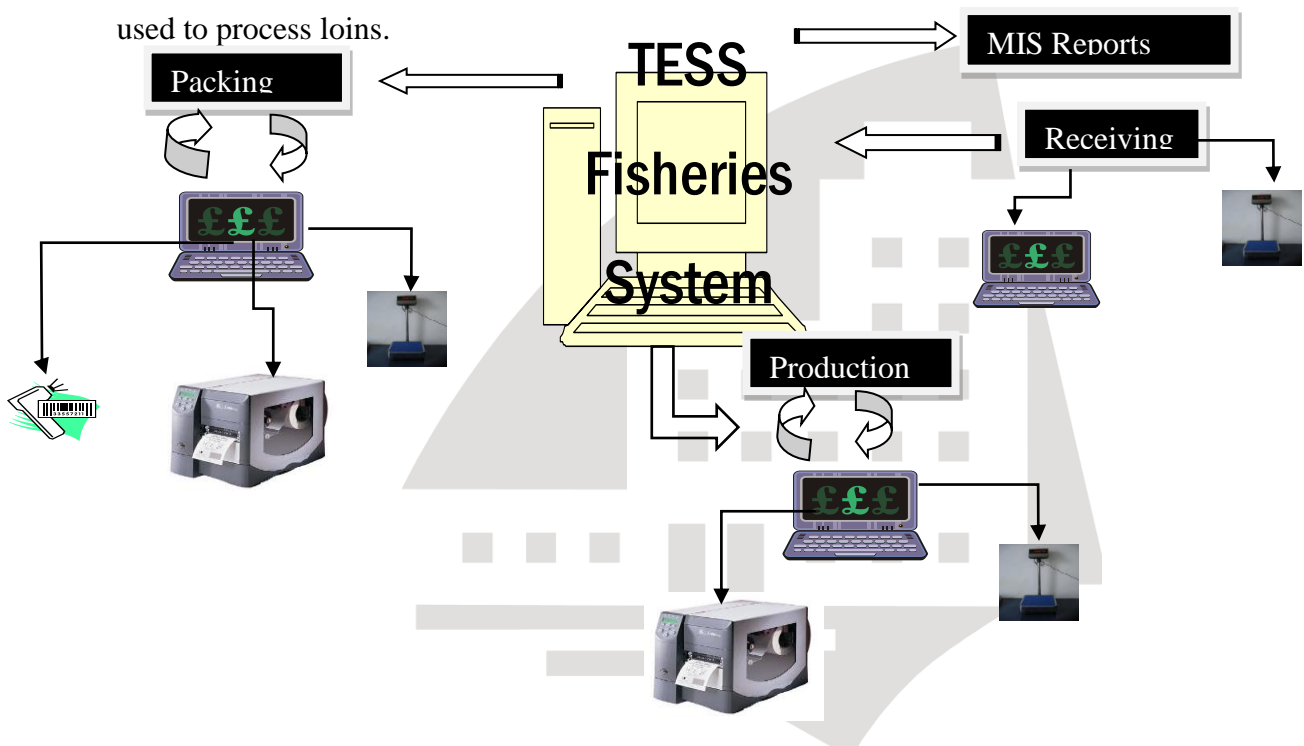 used to process loins.
TESS
MIS Reports
Packing
Receiving
Fisheries
£££
£££
System
Production
£££